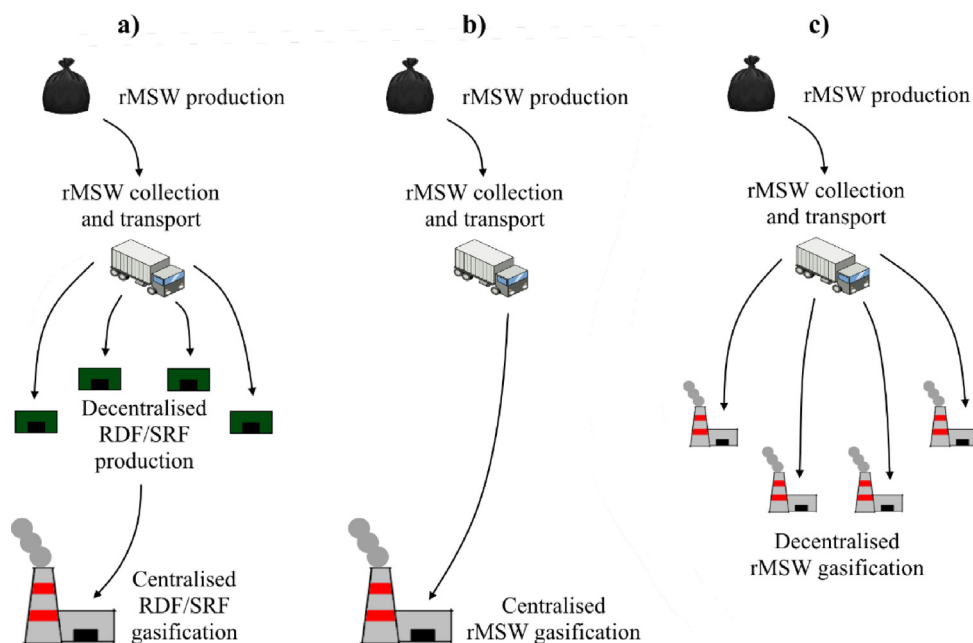 a)
rMSW production
rMSW collection
and transport
Decentralised
RDF/SRF
production
Centralised
RDF/SRF
gasification
b)
rMSW production
rMSW collection
and transport
Centralised
rMSW gasification
c)
rMSW production
rMSW collection
and transport
Decentralised
rMSW gasification